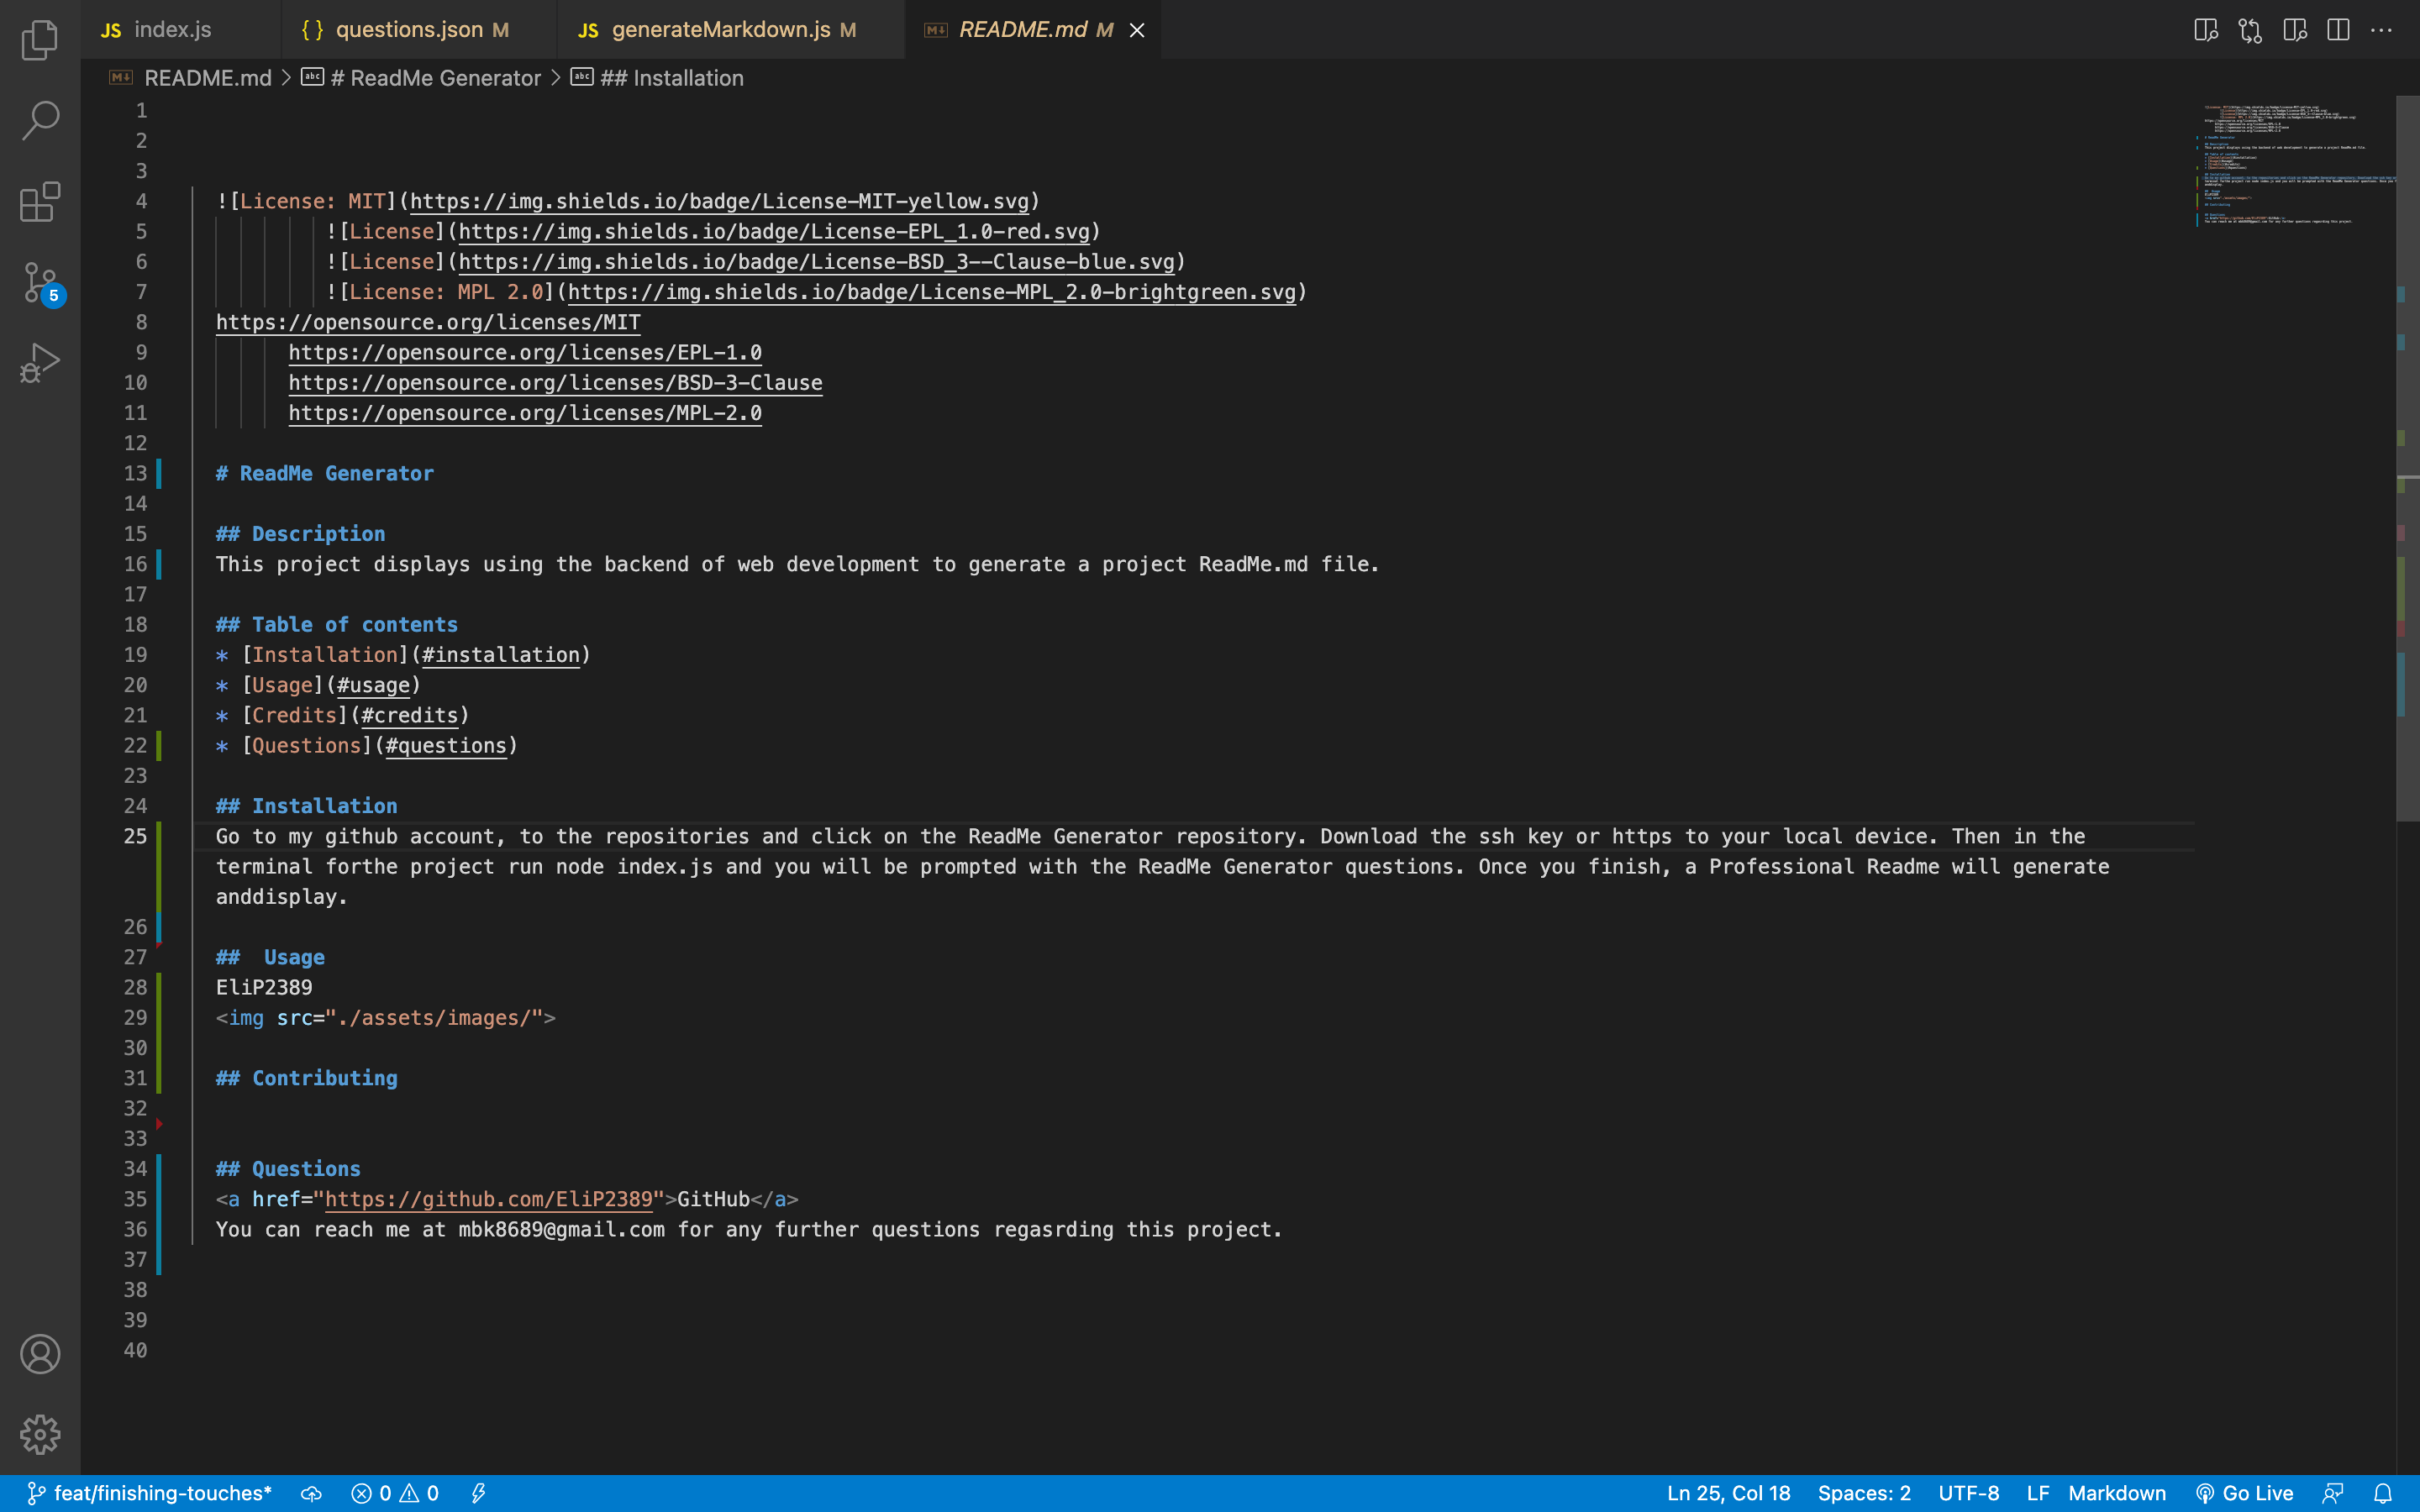 JS index.js
{} questions.json M
JS generateMarkdown.js M
README.md M
README.md > # ReadMe Generator > ## Installation
1
2
3
4 ![License: MIT](https://img.shields.io/badge/License-MIT-yellow.svg)
5 ![License](https://img.shields.io/badge/License-EPL_1.0-red.svg)
6 ![License](https://img.shields.io/badge/License-BSD_3--Clause-blue.svg)
7 ![License: MPL 2.0](https://img.shields.io/badge/License-MPL_2.0-brightgreen.svg)
8 https://opensource.org/licenses/MIT
9 https://opensource.org/licenses/EPL-1.0
10 https://opensource.org/licenses/BSD-3-Clause
11 https://opensource.org/licenses/MPL-2.0
12
13 # ReadMe Generator
14
15 ## Description
16 This project displays using the backend of web development to generate a project ReadMe.md file.
17
18 ## Table of contents
19 * [Installation](#installation)
20 * [Usage](#usage)
21 * [Credits](#credits)
22 * [Questions](#questions)
23
24 ## Installation
25 Go to my github account, to the repositories and click on the ReadMe Generator repository. Download the ssh key or https to your local device. Then in the
terminal forthe project run node index.js and you will be prompted with the ReadMe Generator questions. Once you finish, a Professional Readme will generate
anddisplay.
26
27 ##  Usage
28 EliP2389
29 <img src="./assets/images/">
30
31 ## Contributing
32
33
34 ## Questions
35 <a href="https://github.com/EliP2389">GitHub</a>
36 You can reach me at mbk8689@gmail.com for any further questions regasrding this project.
37
38
39
40
5
feat/finishing-touches* 0 0 Ln 25, Col 18 Spaces: 2 UTF-8 LF Markdown Go Live